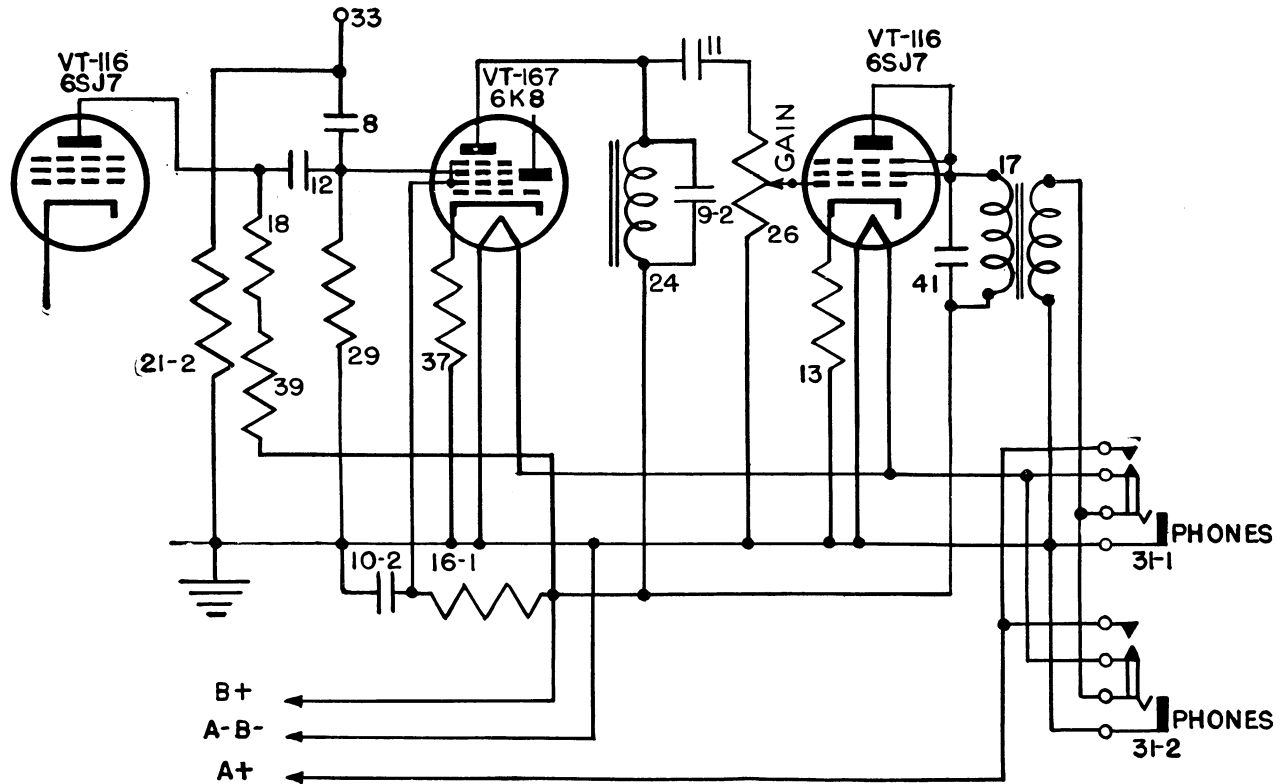 33
VT-116
6SJ7
8
12
18
21-2
39
29
VT-167
6K8
37
10-2
16-1
11
9-2
24
GAIN
26
VT-116
6SJ7
13
41
17
PHONES
31-1
PHONES
31-2
B+
A-B-
A+